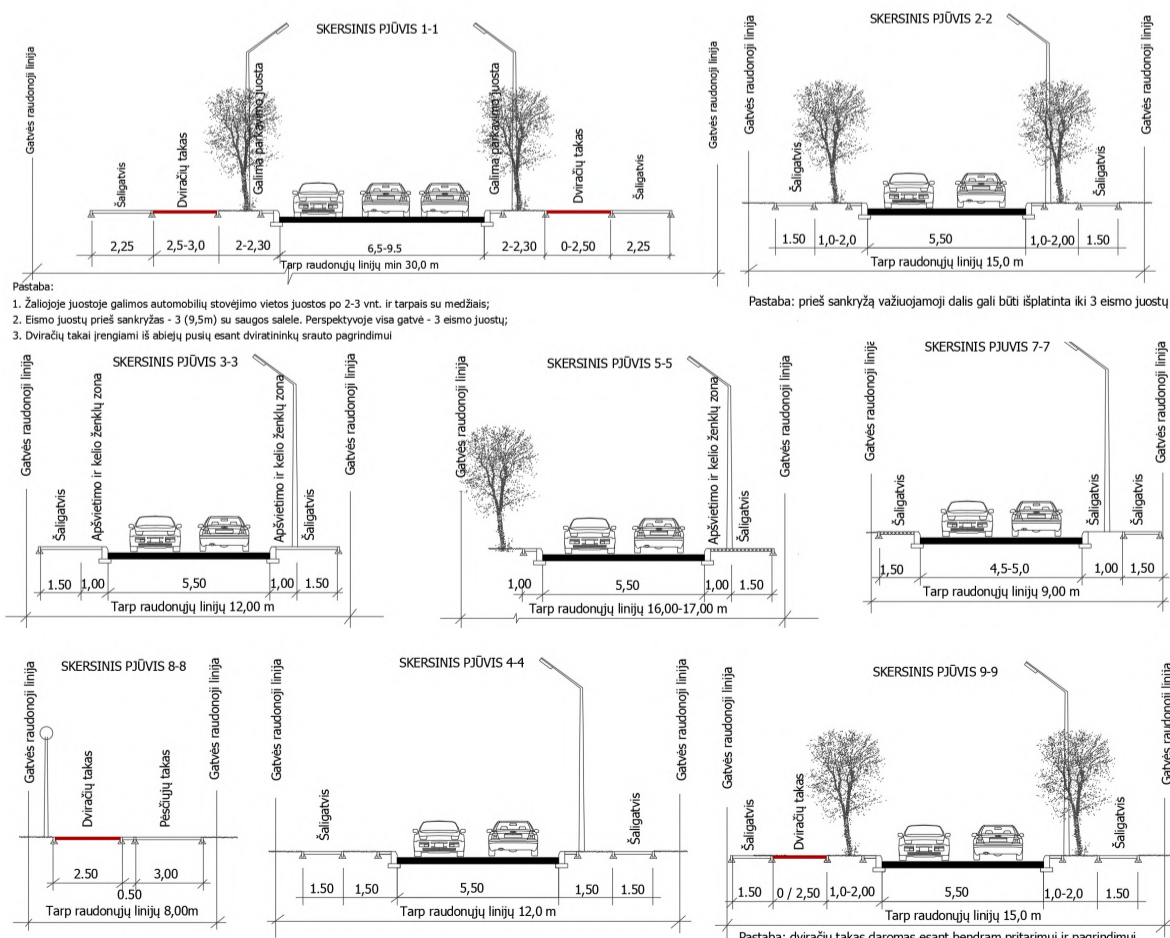 SKERSINIS PJŪVIS 1-1
Gatvės raudonoji linija
Šaligatvis
Dviračių takas
Galima parkavimo juosta
Galima parkavimo juosta
Dviračių takas
Šaligatvis
Gatvės raudonoji linija
2,25
2,5-3,0
2-2,30
6,5-9.5
2-2,30
0-2,50
2,25
Tarp raudonųjų linijų min 30,0 m
Pastaba:
1. Žaliojoje juostoje galimos automobilių stovėjimo vietos juostos po 2-3 vnt. ir tarpais su medžiais;
2. Eismo juostų prieš sankryžas - 3 (9,5m) su saugos salele. Perspektyvoje visa gatvė - 3 eismo juostų;
3. Dviračių takai įrengiami iš abiejų pusių esant dviratininkų srauto pagrindimui
SKERSINIS PJŪVIS 2-2
Gatvės raudonoji linija
Šaligatvis
Šaligatvis
Gatvės raudonoji linija
1.50
1,0-2,0
5,50
1,0-2,00
1.50
Tarp raudonųjų linijų 15,0 m
Pastaba: prieš sankryžą važiuojamoji dalis gali būti išplatinta iki 3 eismo juostų
SKERSINIS PJŪVIS 3-3
Gatvės raudonoji linija
Šaligatvis
Apšvietimo ir kelio ženklų zona
Apšvietimo ir kelio ženklų zona
Šaligatvis
Gatvės raudonoji linija
1.50
1,00
5,50
1,00
1.50
Tarp raudonųjų linijų 12,00 m
SKERSINIS PJŪVIS 5-5
Gatvės raudonoji linija
Apšvietimo ir kelio ženklų zona
Šaligatvis
Gatvės raudonoji linija
1,00
5,50
1,00
1.50
Tarp raudonųjų linijų 16,00-17,00 m
SKERSINIS PJUVIS 7-7
Gatvės raudonoji linija
Šaligatvis
Šaligatvis
Šaligatvis
Gatvės raudonoji linija
1,50
4,5-5,0
1,00
1,50
Tarp raudonųjų linijų 9,00 m
SKERSINIS PJŪVIS 8-8
Gatvės raudonoji linija
Dviračių takas
Pėsčiųjų takas
Gatvės raudonoji linija
2.50
0.50
3,00
Tarp raudonųjų linijų 8,00m
SKERSINIS PJŪVIS 4-4
Gatvės raudonoji linija
Šaligatvis
Šaligatvis
Gatvės raudonoji linija
1.50
1,50
5,50
1,50
1.50
Tarp raudonųjų linijų 12,0 m
SKERSINIS PJŪVIS 9-9
Gatvės raudonoji linija
Šaligatvis
Dviračių takas
Šaligatvis
Gatvės raudonoji linija
1.50
0 / 2,50
1,0-2,00
5,50
1,0-2,0
1.50
Tarp raudonųjų linijų 15,0 m
Pastaba: dviračių takas daromas esant bendram pritarimui ir pagrindimui